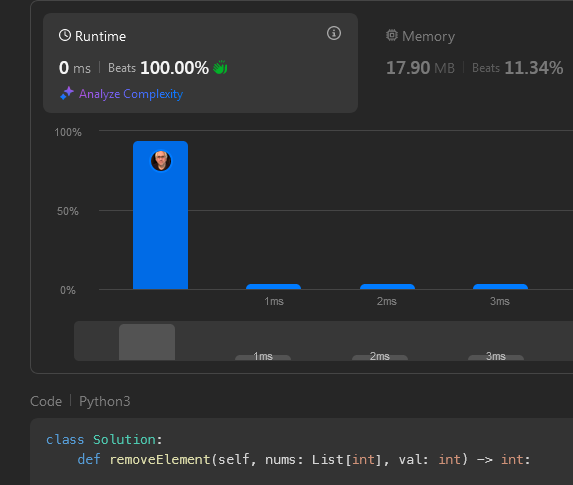 Runtime
Memory
0 ms | Beats 100.00%
17.90 MB | Beats 11.34%
Analyze Complexity
100%
50%
0%
1ms 2ms 3ms
1ms 2ms 3ms
Code | Python3
class Solution:
def removeElement(self, nums: List[int], val: int) -> int: